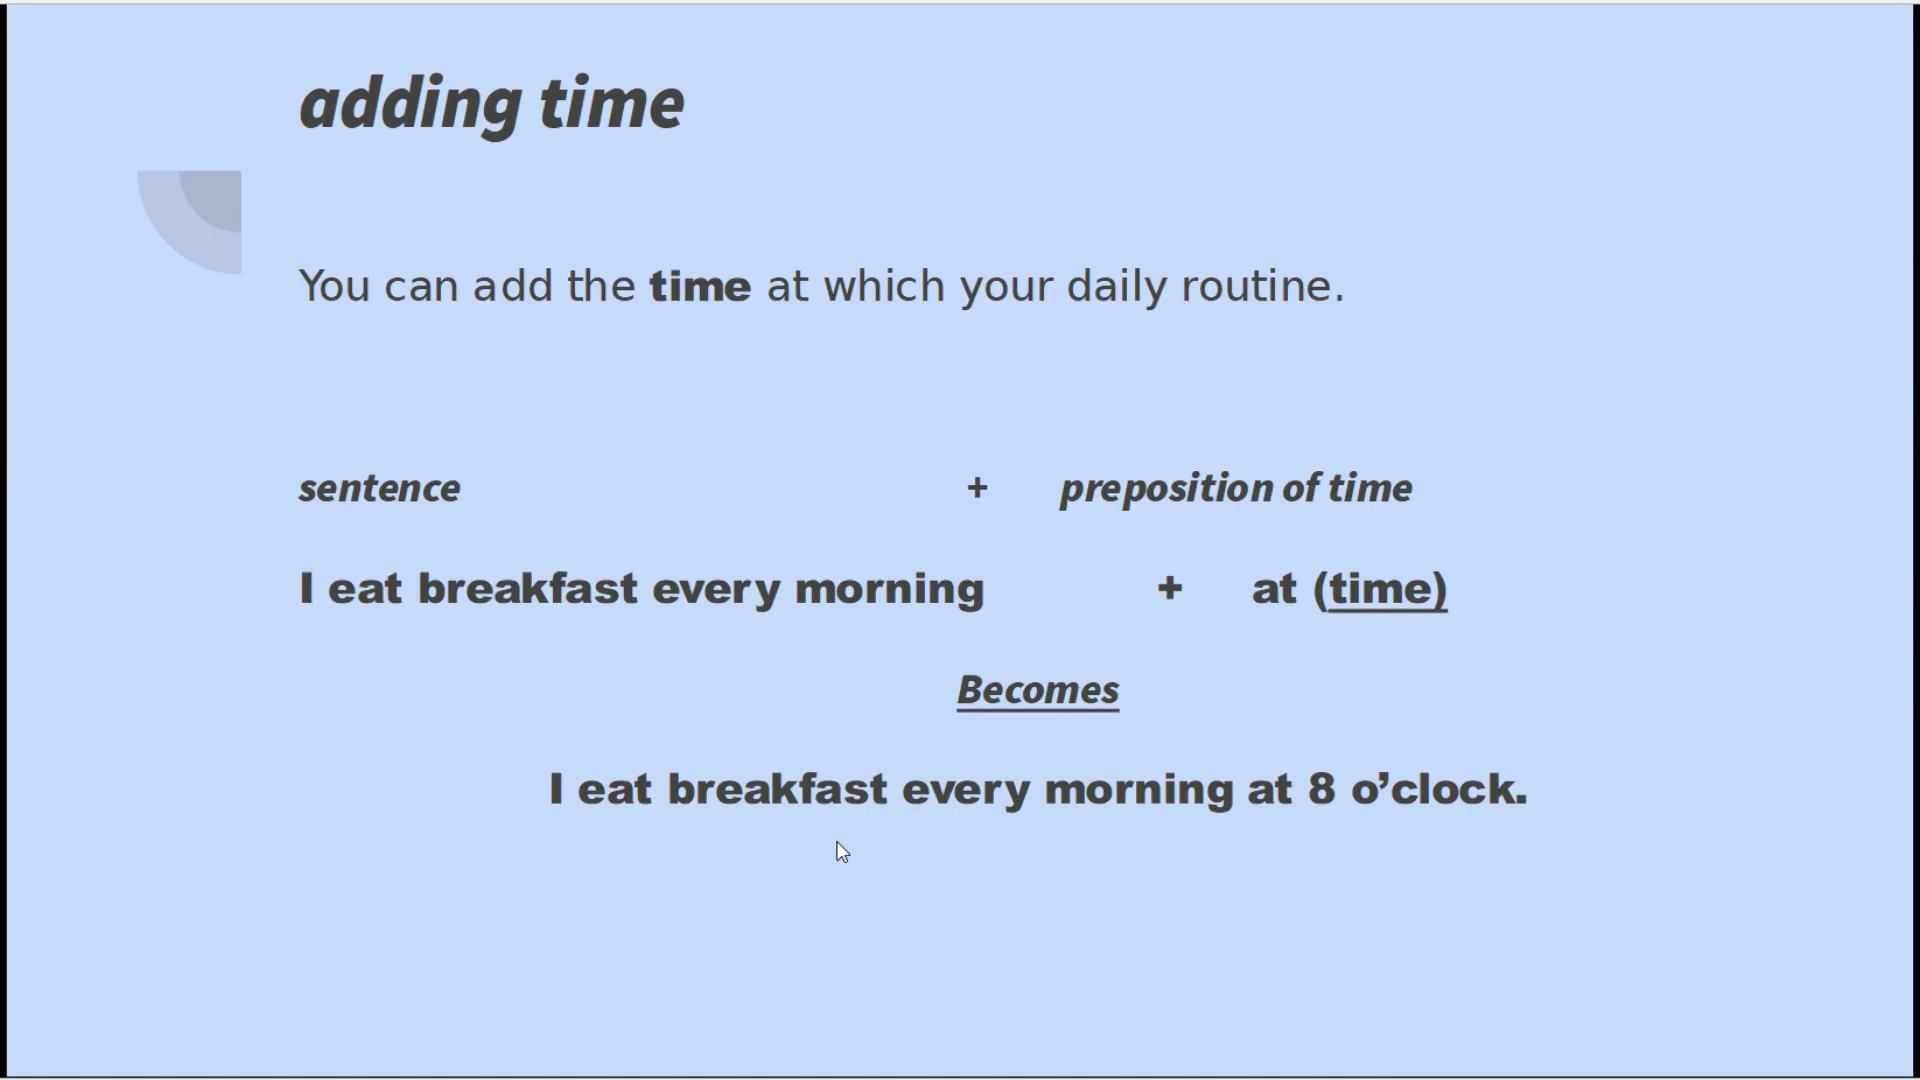 adding time
You can add the time at which your daily routine.
sentence + preposition of time
I eat breakfast every morning + at (time)
Becomes
I eat breakfast every morning at 8 o’clock.